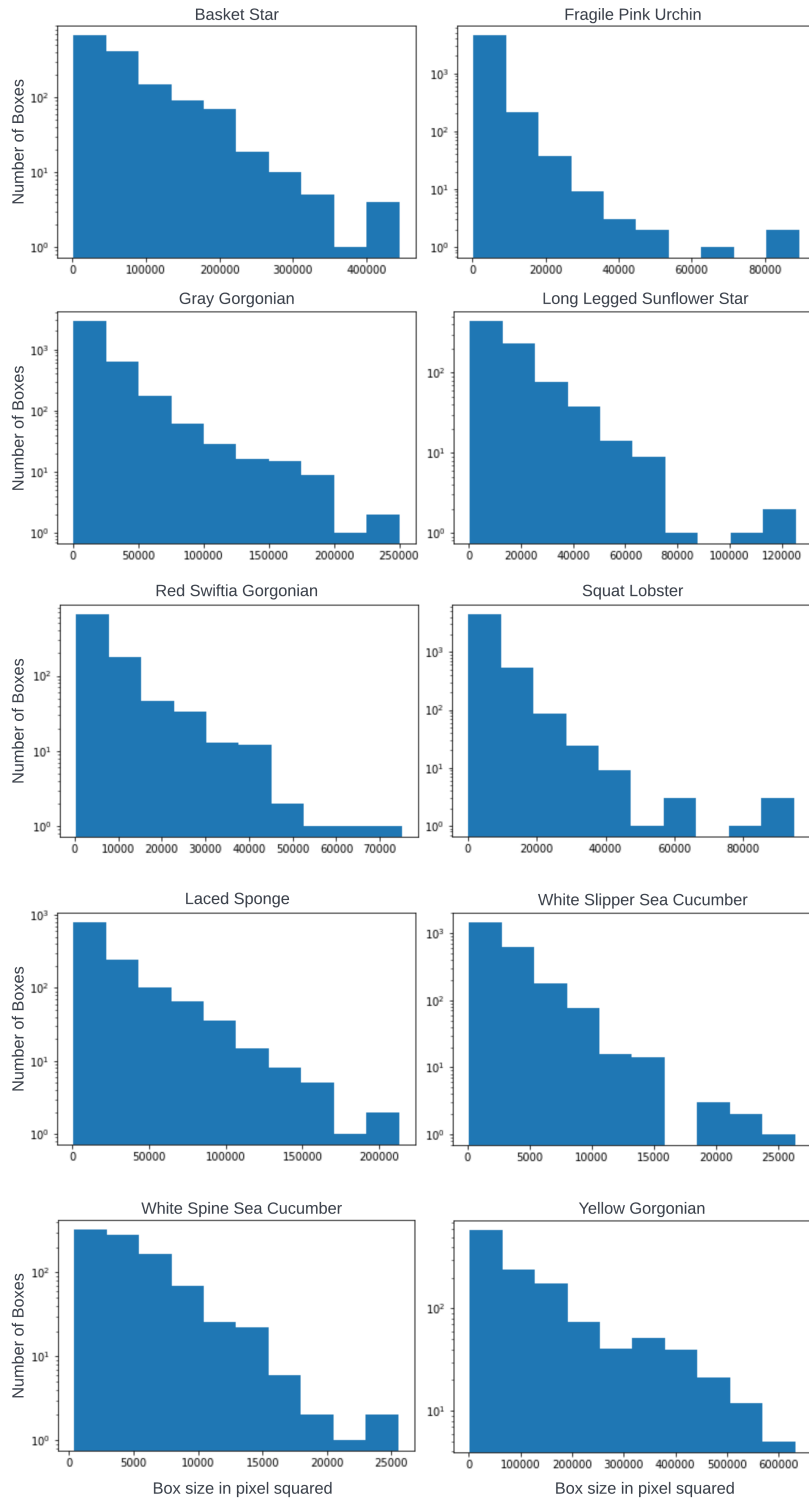 Basket Star
Fragile Pink Urchin
Number of Boxes
10² 10¹ 10⁰
0 100000 200000 300000 400000
10³ 10² 10¹ 10⁰
0 20000 40000 60000 80000
Gray Gorgonian
Long Legged Sunflower Star
Number of Boxes
10³ 10² 10¹ 10⁰
0 50000 100000 150000 200000 250000
10² 10¹ 10⁰
0 20000 40000 60000 80000 100000 120000
Red Swiftia Gorgonian
Squat Lobster
Number of Boxes
10² 10¹ 10⁰
0 10000 20000 30000 40000 50000 60000 70000
10³ 10² 10¹ 10⁰
0 20000 40000 60000 80000
Laced Sponge
White Slipper Sea Cucumber
Number of Boxes
10³ 10² 10¹ 10⁰
0 50000 100000 150000 200000
10³ 10² 10¹ 10⁰
0 5000 10000 15000 20000 25000
White Spine Sea Cucumber
Yellow Gorgonian
Number of Boxes
10² 10¹ 10⁰
0 5000 10000 15000 20000 25000
10² 10¹
0 100000 200000 300000 400000 500000 600000
Box size in pixel squared
Box size in pixel squared